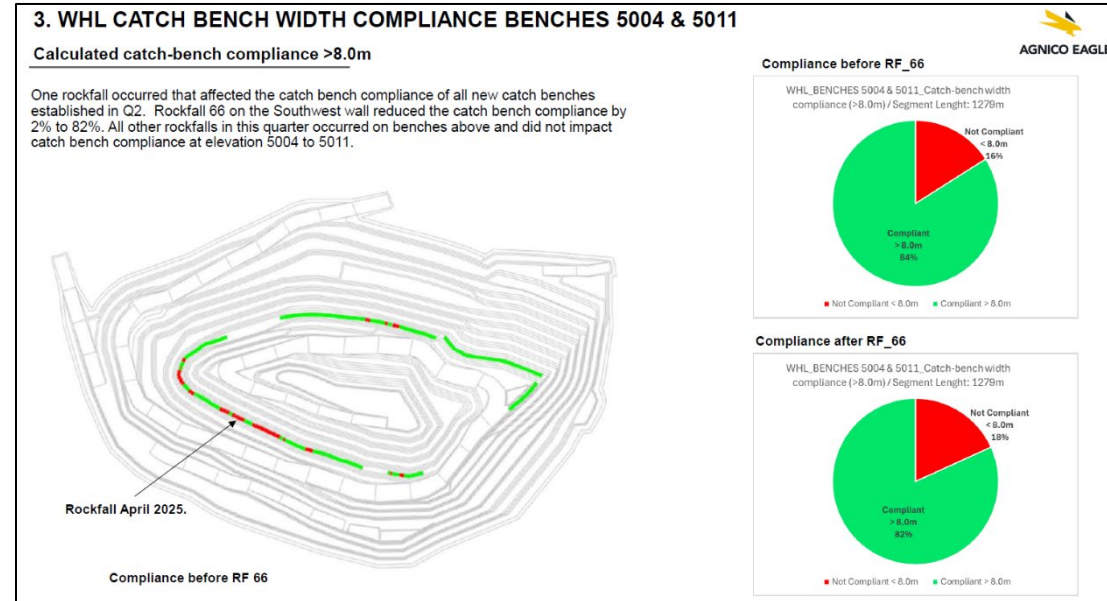 3. WHL CATCH BENCH WIDTH COMPLIANCE BENCHES 5004 & 5011
AGNICO EAGLE
Calculated catch-bench compliance >8.0m
One rockfall occurred that affected the catch bench compliance of all new catch benches
established in Q2. Rockfall 66 on the Southwest wall reduced the catch bench compliance by
2% to 82%. All other rockfalls in this quarter occurred on benches above and did not impact
catch bench compliance at elevation 5004 to 5011.
Rockfall April 2025.
Compliance before RF 66
Compliance before RF_66
WHL_BENCHES 5004 & 5011_Catch-bench width
compliance (>8.0m) / Segment Lenght: 1279m
Not Compliant
< 8.0m
16%
Compliant
> 8.0m
84%
Not Compliant < 8.0m
Compliant > 8.0m
Compliance after RF_66
WHL_BENCHES 5004 & 5011_Catch-bench width
compliance (>8.0m) / Segment Lenght: 1279m
Not Compliant
< 8.0m
18%
Compliant
> 8.0m
82%
Not Compliant < 8.0m
Compliant > 8.0m